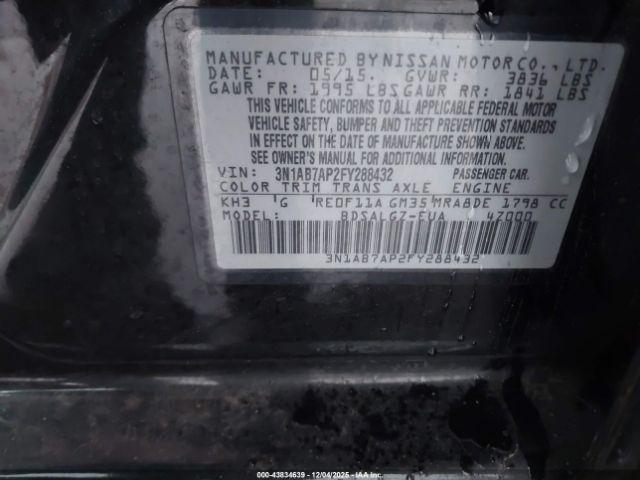 MANUFACTURED BY NISSAN MOTOR CO., LTD.
DATE: 05/15. GVWR: 3836 LBS
GAWR FR: 1995 LBS GAWR RR: 1841 LBS
THIS VEHICLE CONFORMS TO ALL APPLICABLE FEDERAL MOTOR
VEHICLE SAFETY, BUMPER AND THEFT PREVENTION STANDARDS
IN EFFECT ON THE DATE OF MANUFACTURE SHOWN ABOVE.
SEE OWNER'S MANUAL FOR ADDITIONAL INFORMATION.
VIN: 3N1AB7AP2FY288432 PASSENGER CAR.
COLOR TRIM TRANS AXLE ENGINE
KH3 G RE0F11A GM35 MRA8DE 1798 CC
BDSALG7-EUA 4Z000
3N1AB7AP2FY288432
000-43834639 - 12/04/2025 - IAA Inc.